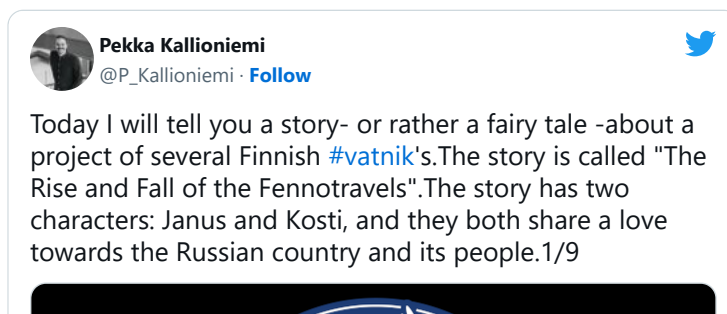 Pekka Kallioniemi
@P_Kallioniemi · Follow
Today I will tell you a story- or rather a fairy tale -about a
project of several Finnish #vatnik's.The story is called "The
Rise and Fall of the Fennotravels".The story has two
characters: Janus and Kosti, and they both share a love
towards the Russian country and its people.1/9